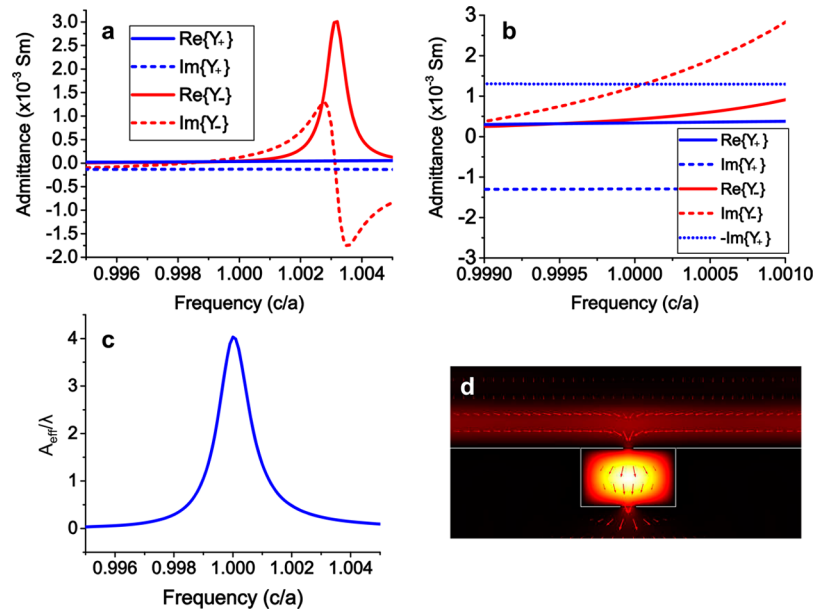 a
Admittance (x10⁻³ Sm)
3.0
2.5
2.0
1.5
1.0
0.5
0.0
-0.5
-1.0
-1.5
-2.0
Re{Y₊}
Im{Y₊}
Re{Y₋}
Im{Y₋}
0.996 0.998 1.000 1.002 1.004
Frequency (c/a)
b
Admittance (x10⁻³ Sm)
3
2
1
0
-1
-2
-3
Re{Y₊}
Im{Y₊}
Re{Y₋}
Im{Y₋}
-Im{Y₊}
0.9990 0.9995 1.0000 1.0005 1.0010
Frequency (c/a)
c
A_eff/λ
4
3
2
1
0
0.996 0.998 1.000 1.002 1.004
Frequency (c/a)
d